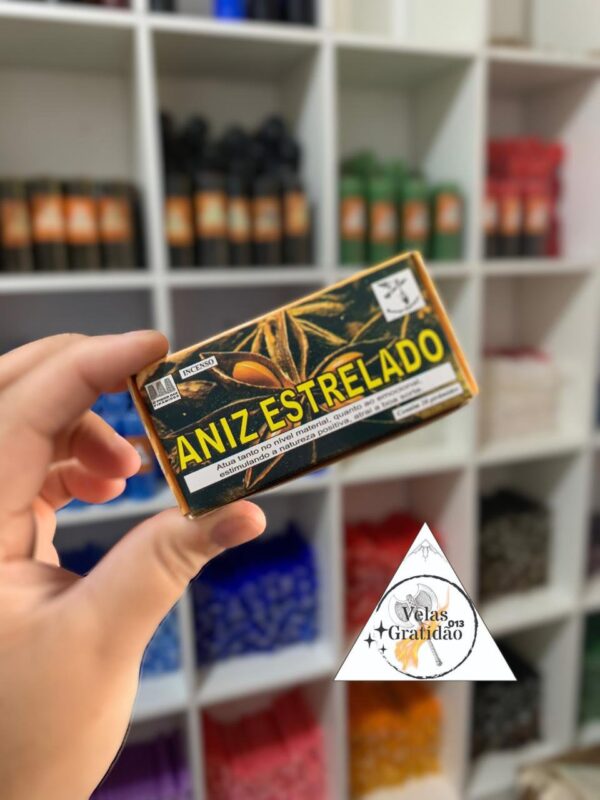 INCENSO
ANIZ ESTRELADO
Atua tanto no nível material, quanto ao emocional,
estimulando a natureza positiva, atrai a boa sorte.
Velas
013
Gratidão